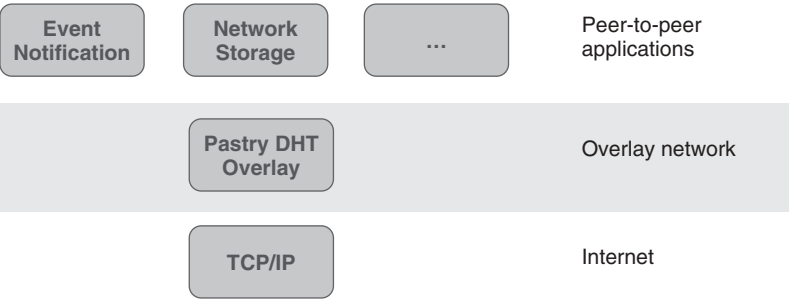 Event
Notification
Network
Storage
...
Peer-to-peer
applications
Pastry DHT
Overlay
Overlay network
TCP/IP
Internet